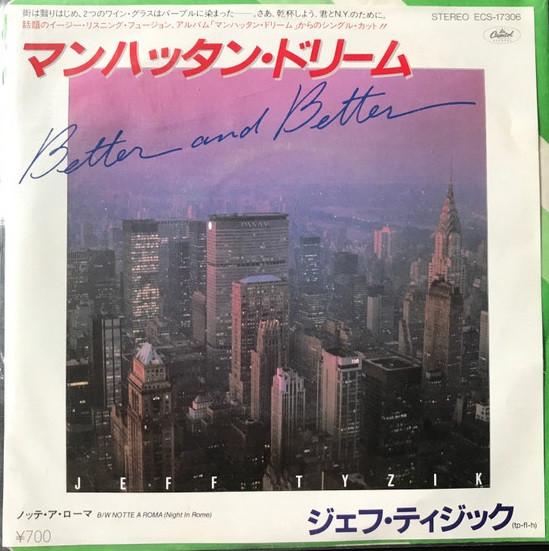 街は翳りはじめ、2つのワイン・グラスはパープルに染まった──。さあ、乾杯しよう、君とN.Y.のために。
話題のイージー・リスニング・フュージョン、アルバム「マンハッタン・ドリーム」からのシングル・カット!!
STEREO ECS-17306
Capitol
マンハッタン・ドリーム
Better and Better
PAN AM
JEFF TYZIK
ノッテ・ア・ローマ B/W NOTTE A ROMA (Night In Rome)
ジェフ・ティジック (tp-fl-h)
¥700